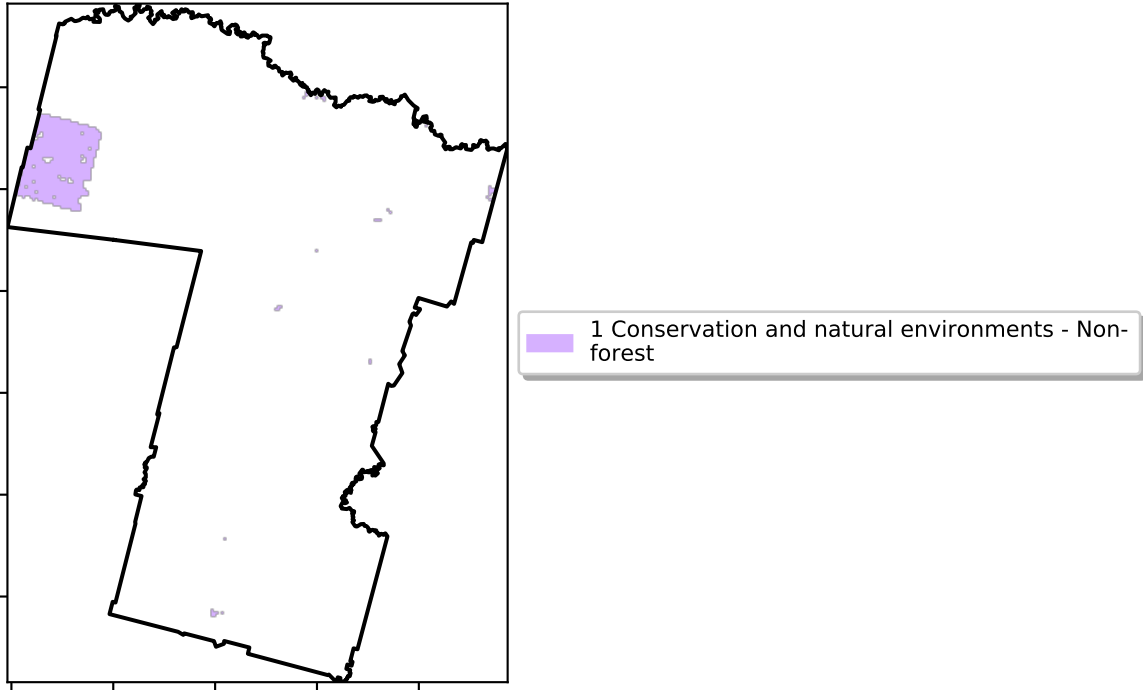 1 Conservation and natural environments - Non-
forest